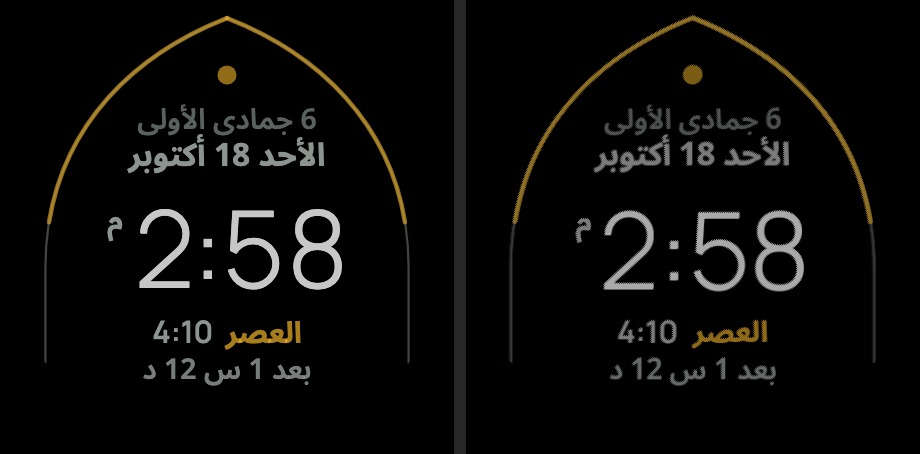 6 جمادى الأولى
الأحد 18 أكتوبر
2:58 م
العصر 4:10
بعد 1 س 12 د
6 جمادى الأولى
الأحد 18 أكتوبر
2:58 م
العصر 4:10
بعد 1 س 12 د